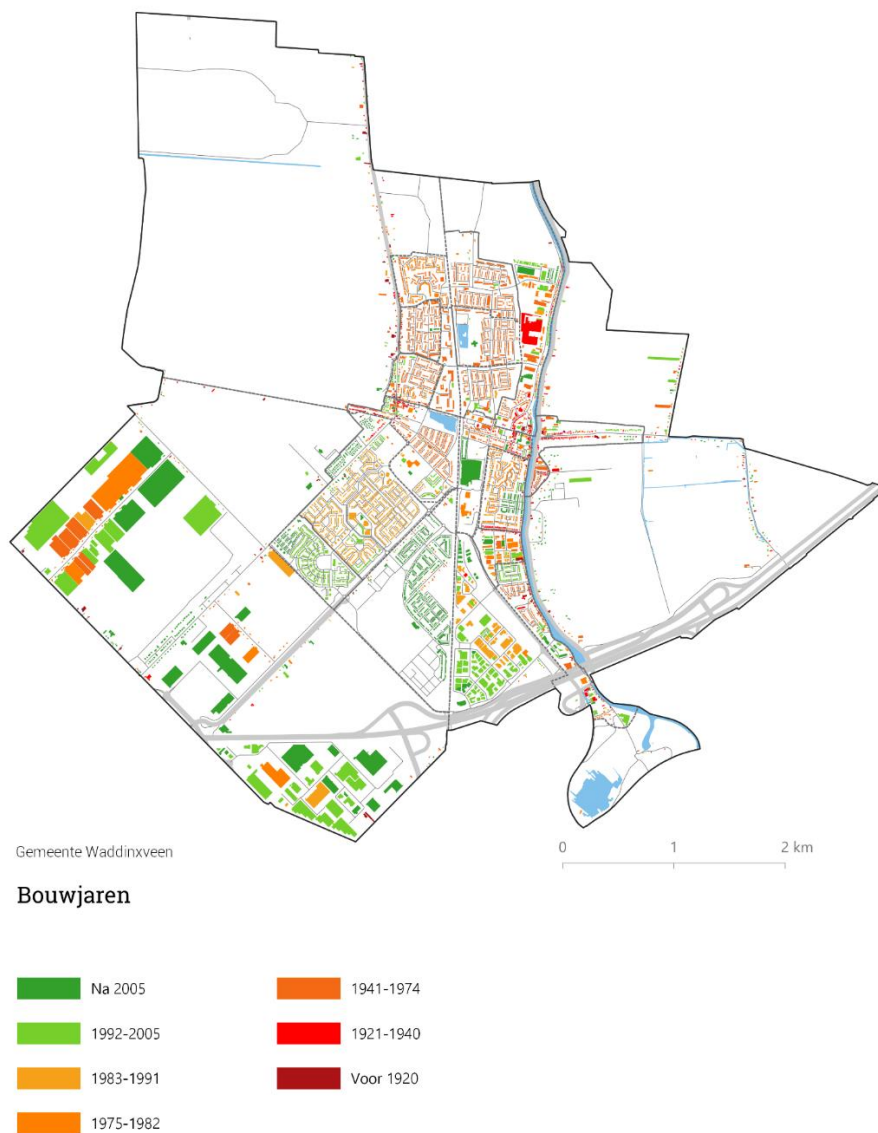 Gemeente Waddinxveen
0 1 2 km
Bouwjaren
Na 2005
1992-2005
1983-1991
1975-1982
1941-1974
1921-1940
Voor 1920